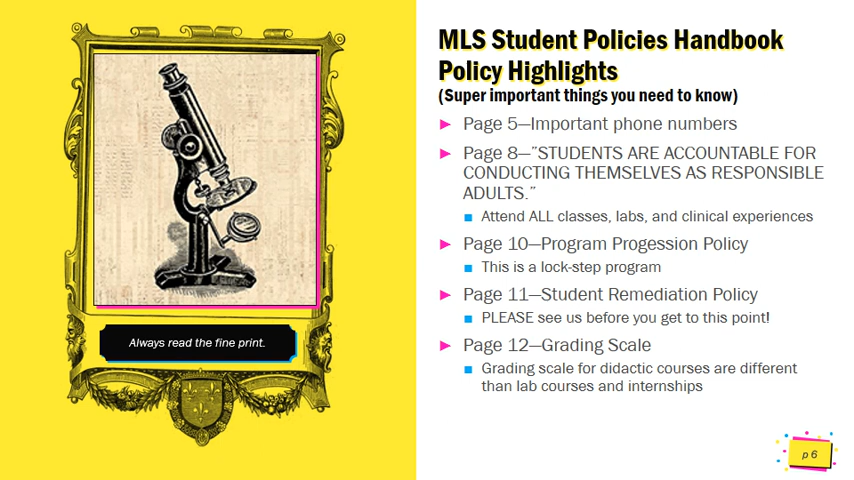 MLS Student Policies Handbook
Policy Highlights
(Super important things you need to know)
► Page 5—Important phone numbers
► Page 8—”STUDENTS ARE ACCOUNTABLE FOR
CONDUCTING THEMSELVES AS RESPONSIBLE
ADULTS.”
■ Attend ALL classes, labs, and clinical experiences
► Page 10—Program Progession Policy
■ This is a lock-step program
► Page 11—Student Remediation Policy
■ PLEASE see us before you get to this point!
► Page 12—Grading Scale
■ Grading scale for didactic courses are different
than lab courses and internships
Always read the fine print.
p 6